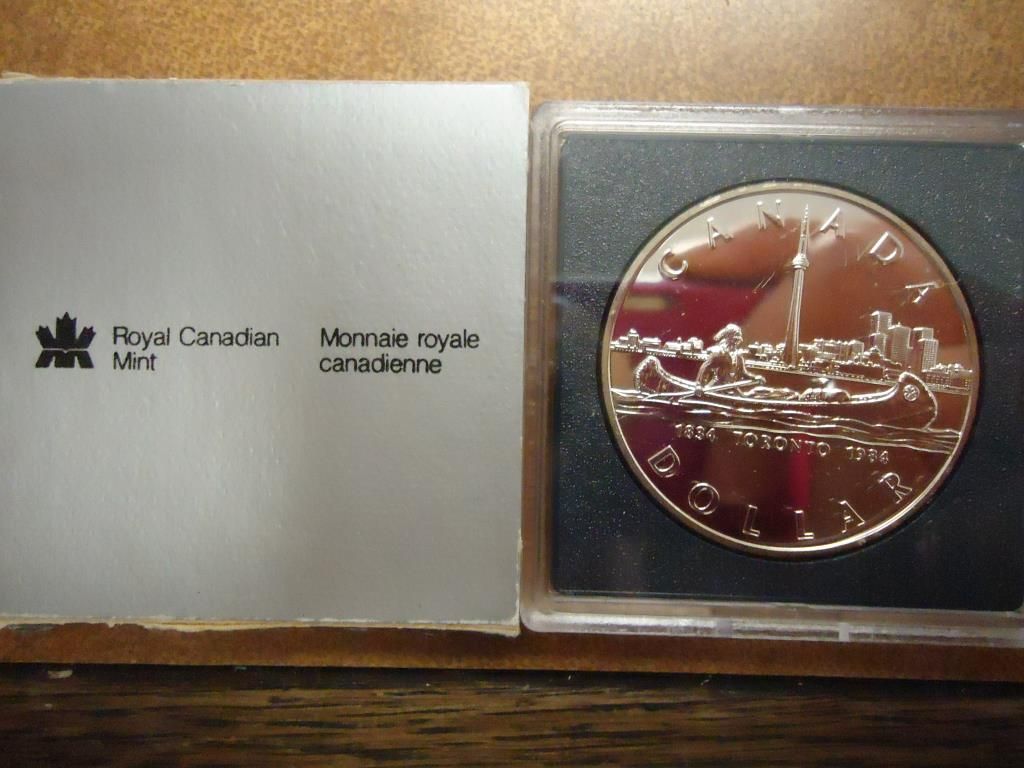 Royal Canadian
Mint
Monnaie royale
canadienne
CANADA
1834 TORONTO 1984
DOLLAR